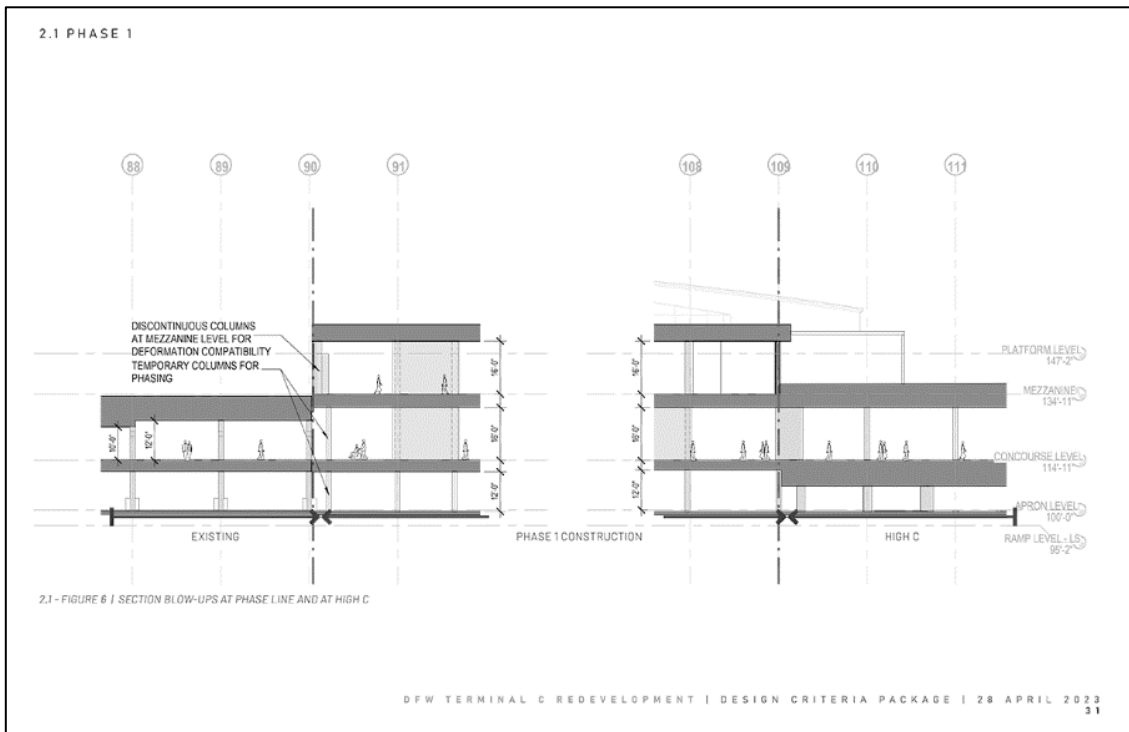 2.1 PHASE 1
88
89
90
91
108
109
110
111
DISCONTINUOUS COLUMNS
AT MEZZANINE LEVEL FOR
DEFORMATION COMPATIBILITY
TEMPORARY COLUMNS FOR
PHASING
10'-0"
12'-0"
16'-0"
16'-0"
12'-0"
16'-0"
16'-0"
12'-0"
PLATFORM LEVEL
147'-2"
MEZZANINE
134'-11"
CONCOURSE LEVEL
114'-11"
APRON LEVEL
100'-0"
RAMP LEVEL - LS
95'-2"
EXISTING
PHASE 1 CONSTRUCTION
HIGH C
2.1 - FIGURE 6 | SECTION BLOW-UPS AT PHASE LINE AND AT HIGH C
DFW TERMINAL C REDEVELOPMENT | DESIGN CRITERIA PACKAGE | 28 APRIL 2023
31